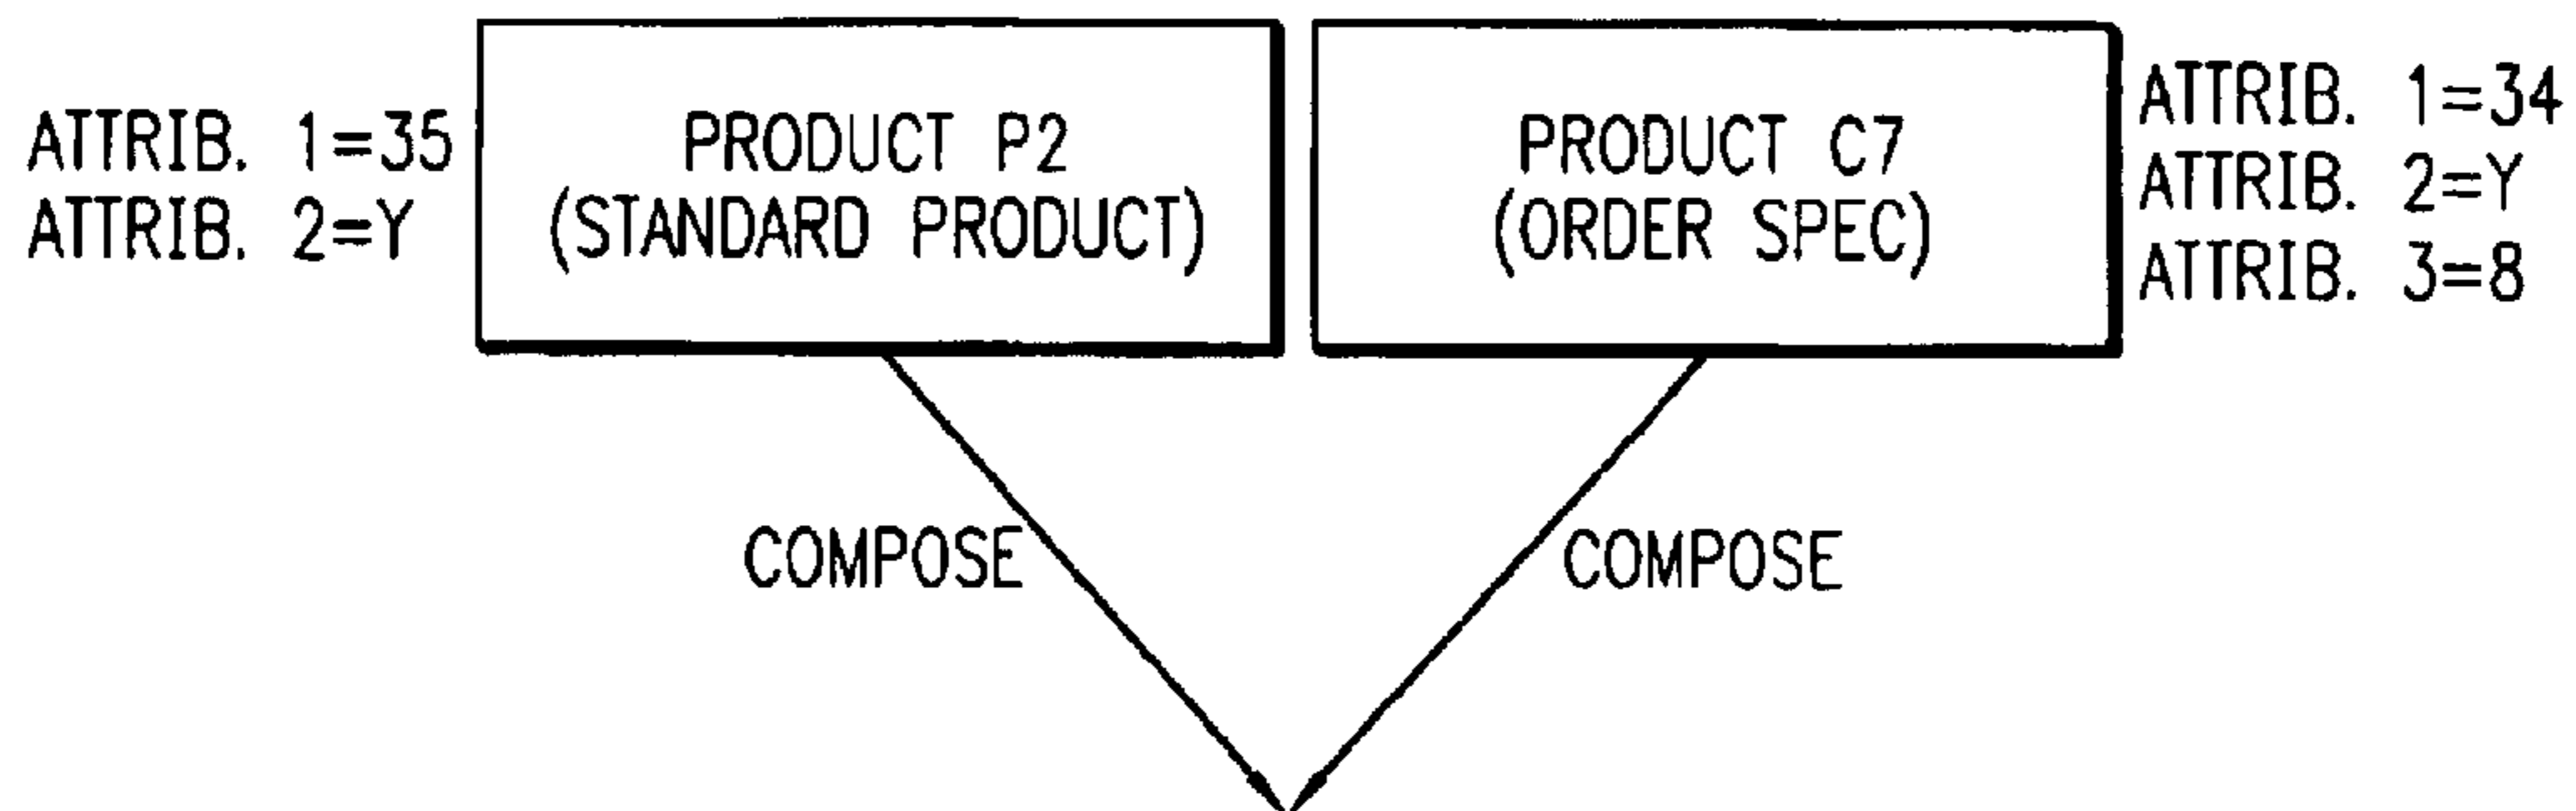 ATTRIB. 1=35
ATTRIB. 2=Y
PRODUCT P2
(STANDARD PRODUCT)
PRODUCT C7
(ORDER SPEC)
ATTRIB. 1=34
ATTRIB. 2=Y
ATTRIB. 3=8
COMPOSE
COMPOSE